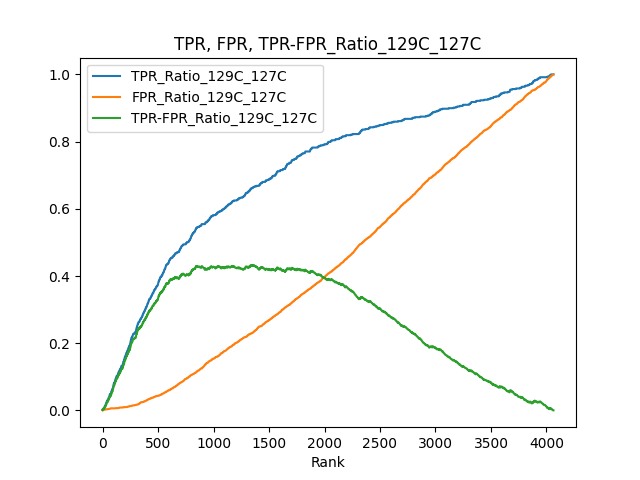 TPR, FPR, TPR-FPR_Ratio_129C_127C
TPR_Ratio_129C_127C
FPR_Ratio_129C_127C
TPR-FPR_Ratio_129C_127C
1.0
0.8
0.6
0.4
0.2
0.0
0 500 1000 1500 2000 2500 3000 3500 4000
Rank